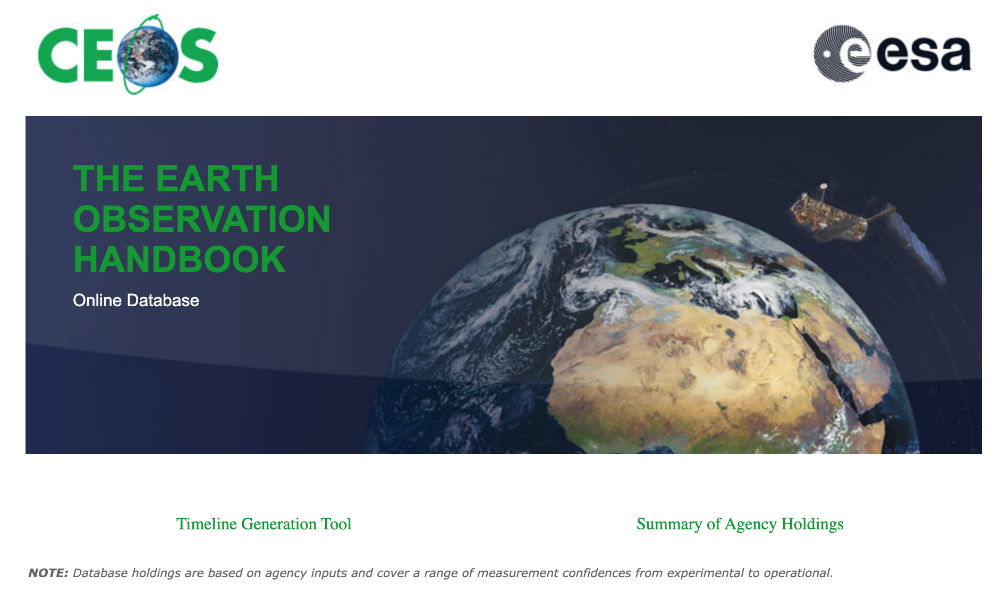 CEOS
esa
THE EARTH
OBSERVATION
HANDBOOK
Online Database
Timeline Generation Tool
Summary of Agency Holdings
NOTE: Database holdings are based on agency inputs and cover a range of measurement confidences from experimental to operational.